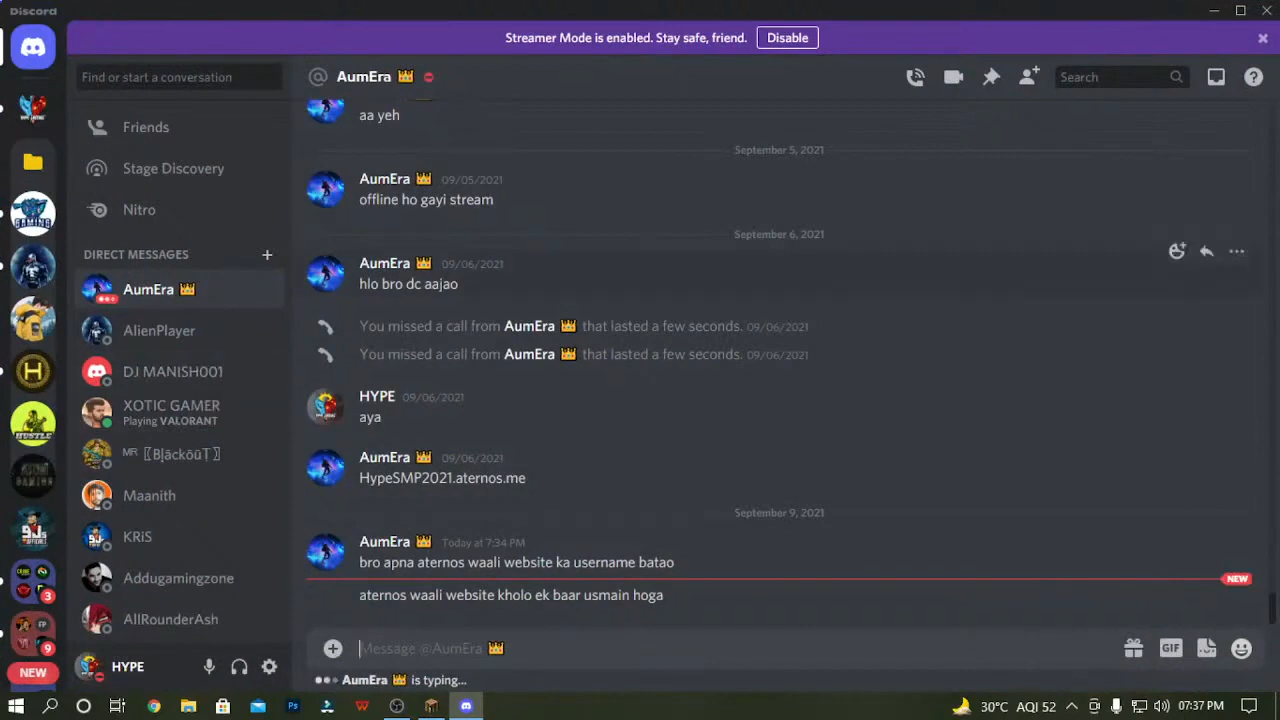 Discord
Streamer Mode is enabled. Stay safe, friend. Disable
Find or start a conversation
AumEra
Search
Friends
Stage Discovery
Nitro
DIRECT MESSAGES
AumEra
AlienPlayer
DJ MANISH001
XOTIC GAMER
Playing VALORANT
Maanith
KRiS
Addugamingzone
AllRounderAsh
HYPE
aa yeh
September 5, 2021
AumEra 09/05/2021
offline ho gayi stream
September 6, 2021
AumEra 09/06/2021
hlo bro dc aajao
You missed a call from AumEra that lasted a few seconds. 09/06/2021
You missed a call from AumEra that lasted a few seconds. 09/06/2021
HYPE 09/06/2021
aya
AumEra 09/06/2021
HypeSMP2021.aternos.me
September 9, 2021
AumEra Today at 7:34 PM
bro apna aternos waali website ka username batao
NEW
aternos waali website kholo ek baar usmain hoga
Message @AumEra
GIF
AumEra is typing...
GAMING
HUSTLE
3
9
NEW
30°C AQI 52 07:37 PM